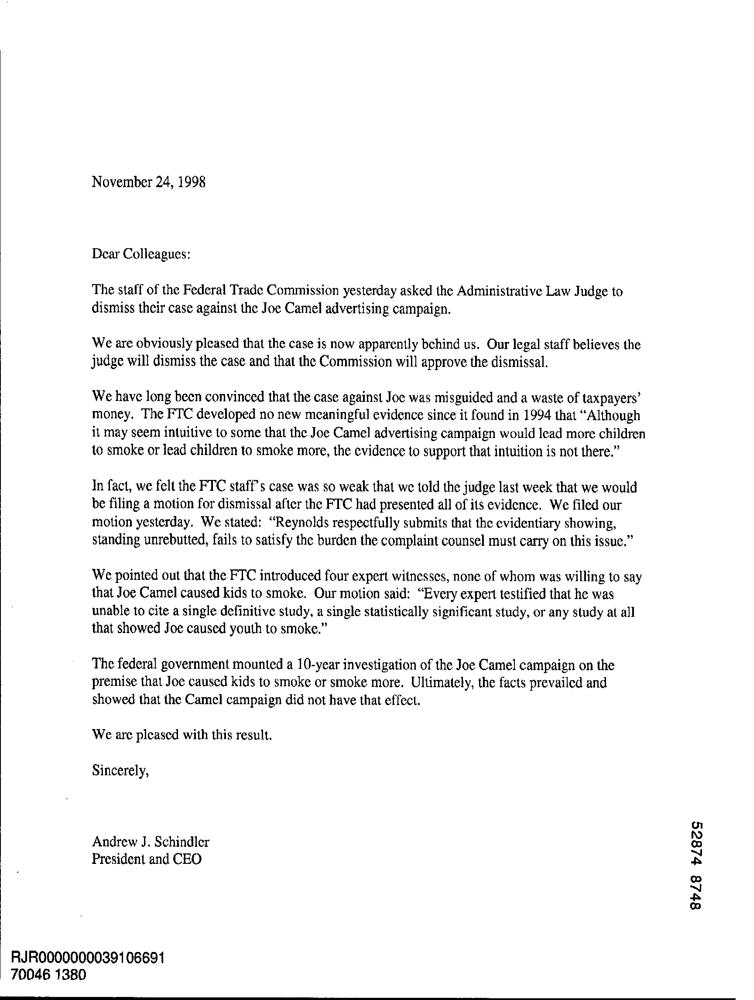 November 24, 1998
Dear Colleagues:
The staff of the Federal Trade Commission yesterday asked the Administrative Law Judge to
dismiss their case against the Joe Camel advertising campaign.
We are obviously pleased that the case is now apparently behind us.  Our legal staff believes the
judge will dismiss the case and that the Commission will approve the dismissal.
We have long been convinced that the case against Joe was misguided and a waste of taxpayers'
money.  The FTC developed no new meaningful evidence since it found in 1994 that "Although
it may seem intuitive to some that the Joe Camel advertising campaign would lead more children
to smoke or lead children to smoke more, the evidence to support that intuition is not there."
In fact, we felt the FTC staff's case was so weak that we told the judge last week that we would
be filing a motion for dismissal after the FTC had presented all of its evidence.  We filed our
motion yesterday.  We stated:  "Reynolds respectfully submits that the evidentiary showing,
standing unrebutted, fails to satisfy the burden the complaint counsel must carry on this issue."
We pointed out that the FTC introduced four expert witnesses, none of whom was willing to say
that Joe Camel caused kids to smoke.  Our motion said:  "Every expert testified that he was
unable to cite a single definitive study, a single statistically significant study, or any study at all
that showed Joe caused youth to smoke."
The federal government mounted a 10-year investigation of the Joe Camel campaign on the
premise that Joe caused kids to smoke or smoke more.  Ultimately, the facts prevailed and
showed that the Camel campaign did not have that effect.
We are pleased with this result.
Sincerely,
Andrew J. Schindler
President and CEO
52874 8748
RJR0000000039106691
70046 1380